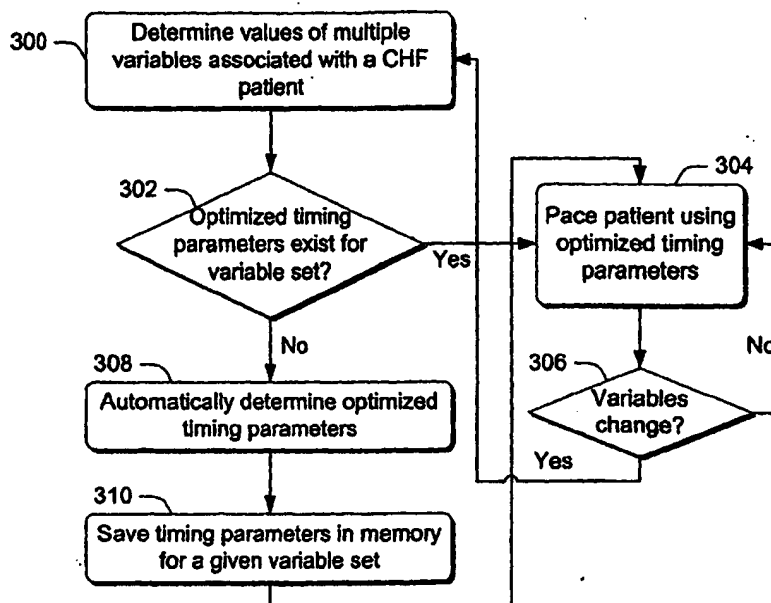 300
Determine values of multiple
variables associated with a CHF
patient
302
Optimized timing
parameters exist for
variable set?
Yes
No
304
Pace patient using
optimized timing
parameters
306
Variables
change?
No
Yes
308
Automatically determine optimized
timing parameters
310
Save timing parameters in memory
for a given variable set